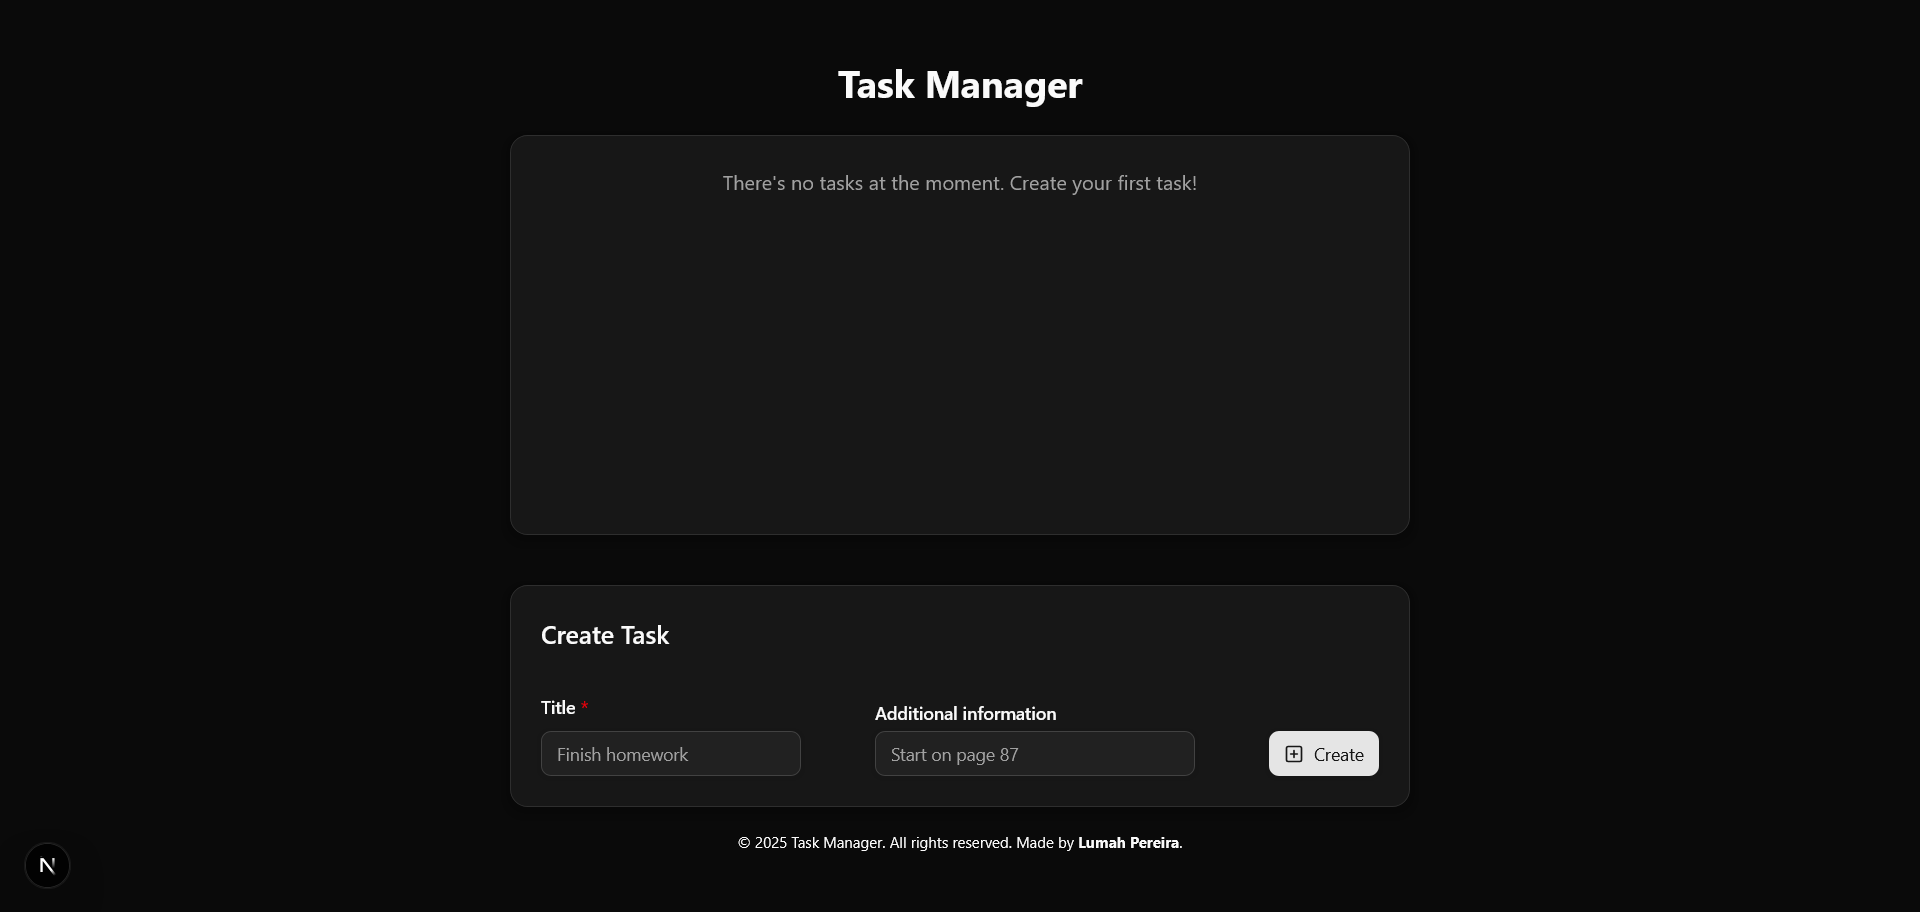 Task Manager
There's no tasks at the moment. Create your first task!
Create Task
Title *
Additional information
Finish homework
Start on page 87
Create
© 2025 Task Manager. All rights reserved. Made by Lumah Pereira.
N